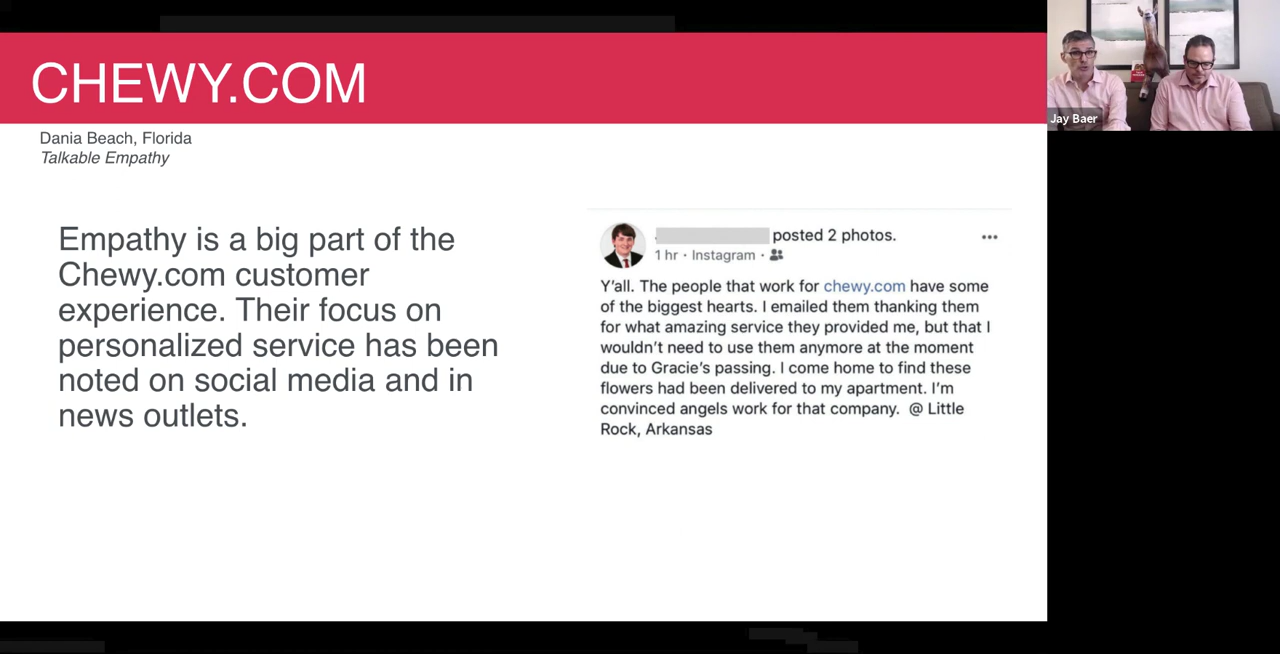 CHEWY.COM
Dania Beach, Florida
Talkable Empathy
Empathy is a big part of the
Chewy.com customer
experience. Their focus on
personalized service has been
noted on social media and in
news outlets.
posted 2 photos.
1 hr · Instagram ·
Y'all. The people that work for chewy.com have some
of the biggest hearts. I emailed them thanking them
for what amazing service they provided me, but that I
wouldn't need to use them anymore at the moment
due to Gracie's passing. I come home to find these
flowers had been delivered to my apartment. I'm
convinced angels work for that company.  @ Little
Rock, Arkansas
Jay Baer